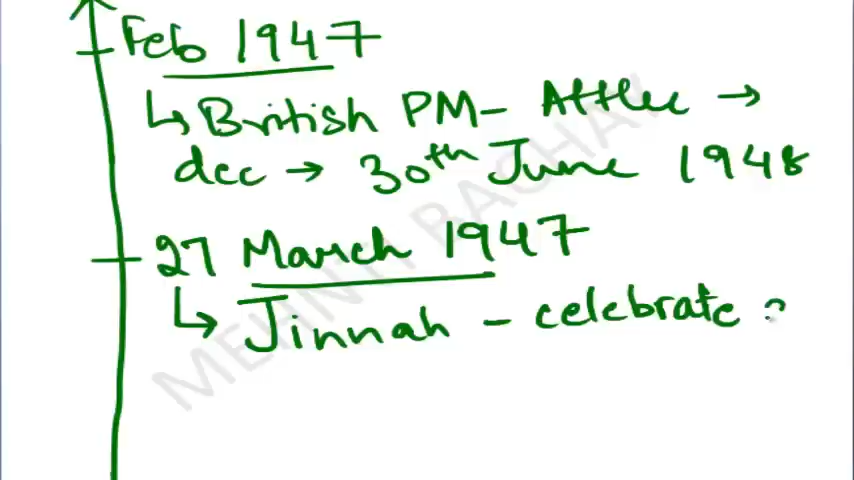 Feb 1947
↳ British PM - Attlee →
dec → 30th June 1948
27 March 1947
↳ Jinnah - celebrate